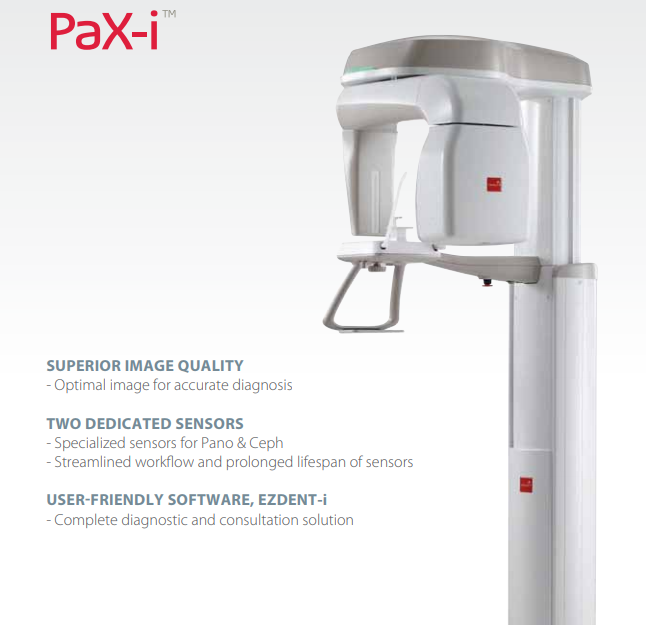 PaX-i™
SUPERIOR IMAGE QUALITY
- Optimal image for accurate diagnosis
TWO DEDICATED SENSORS
- Specialized sensors for Pano & Ceph
- Streamlined workflow and prolonged lifespan of sensors
USER-FRIENDLY SOFTWARE, EZDENT-i
- Complete diagnostic and consultation solution